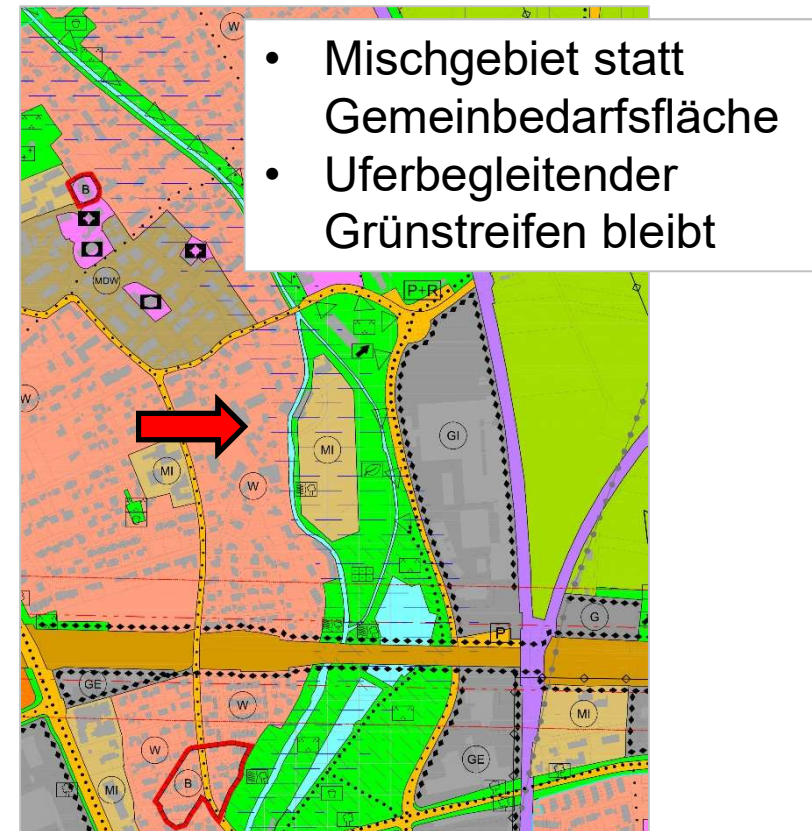 W
• Mischgebiet statt
Gemeinbedarfsfläche
• Uferbegleitender
Grünstreifen bleibt
B
MDW
P+R
W
GI
MI
MI
W
G
P
GE
W
MI
W
GE
B
MI